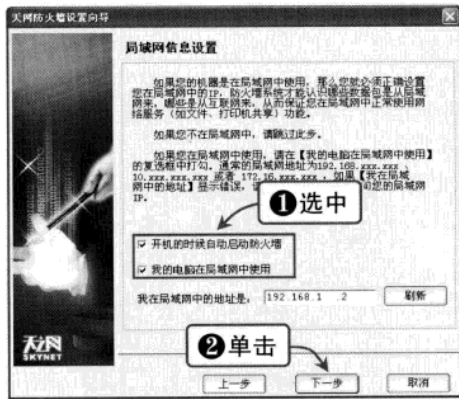 天网防火墙设置向导
局域网信息设置
如果您的机器是在局域网中使用，那么您就必须正确设置
您在局域网中的IP，防火墙系统才能认识哪些数据包是从局域网
来，哪些是从互联网来，从而保证您在局域网中正常使用网
络服务（如文件、打印机共享）功能。
如果您不在局域网中，请跳过此步。
如果您在局域网中使用，请在【我的电脑在局域网中使用】
的复选框中打勾。通常的局域网地址为192.168.xxx.xxx 、
10.xxx.xxx.xxx 或者 172.16.xxx.xxx ，如果【我在局域
网中的地址】显示错误，请
的局域网
IP。
❶选中
开机的时候自动启动防火墙
我的电脑在局域网中使用
我在局域网中的地址是： 192.168.1 .2 刷新
天网
SKYNET
❷单击
上一步 下一步 取消